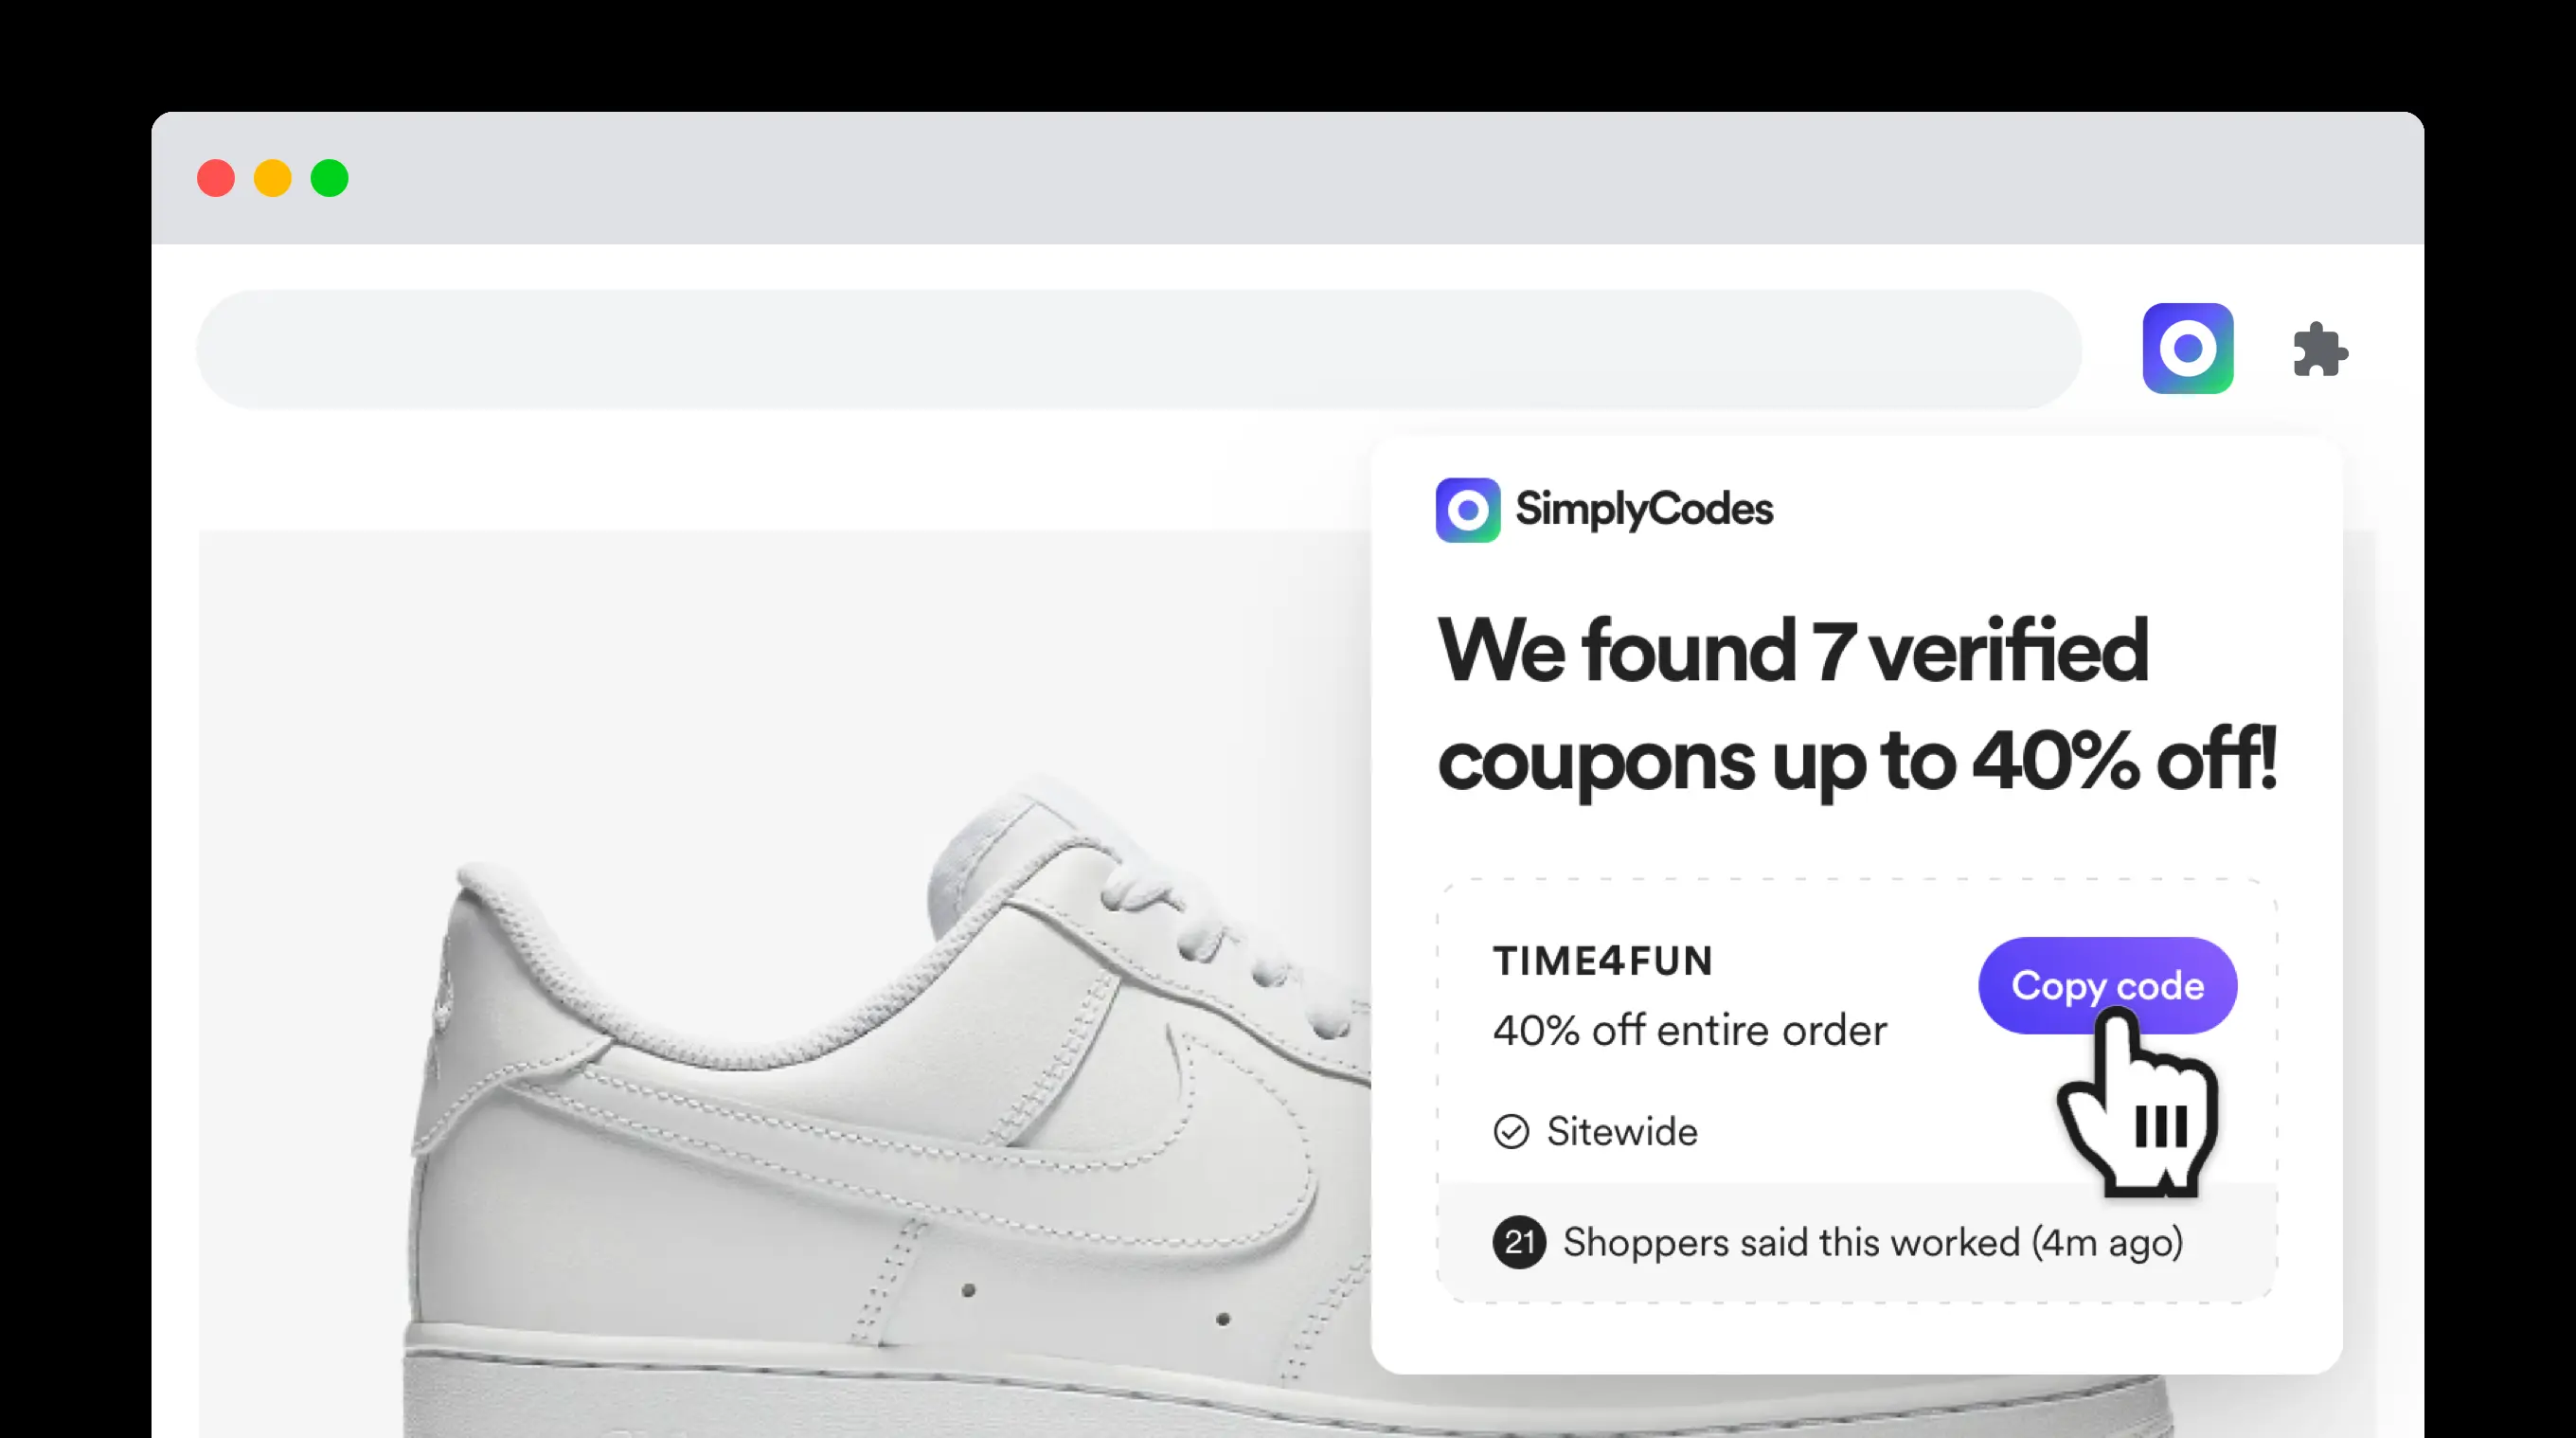 SimplyCodes
We found 7 verified
coupons up to 40% off!
TIME4FUN
Copy code
40% off entire order
Sitewide
21 Shoppers said this worked (4m ago)